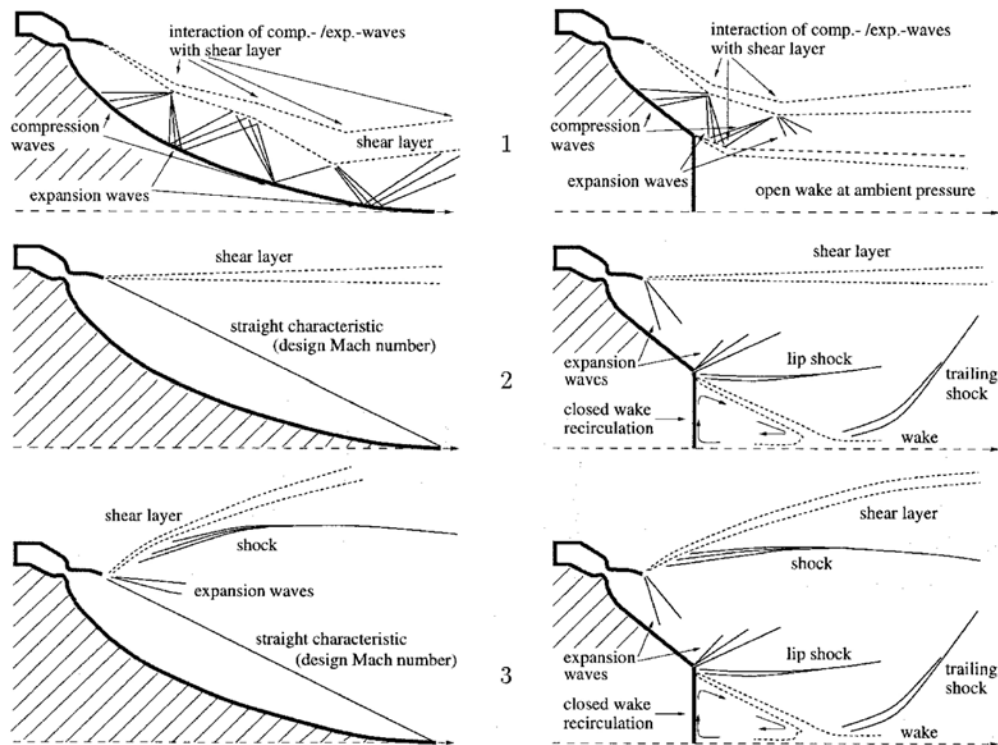 interaction of comp.- /exp.-waves
with shear layer
compression
waves
shear layer
expansion waves
1
interaction of comp.-/exp.-waves
with shear layer
compression
waves
expansion waves
open wake at ambient pressure
shear layer
straight characteristic
(design Mach number)
2
shear layer
expansion
waves
lip shock
trailing
shock
closed wake
recirculation
wake
shear layer
shock
expansion waves
straight characteristic
(design Mach number)
3
shear layer
shock
expansion
waves
lip shock
trailing
shock
closed wake
recirculation
wake